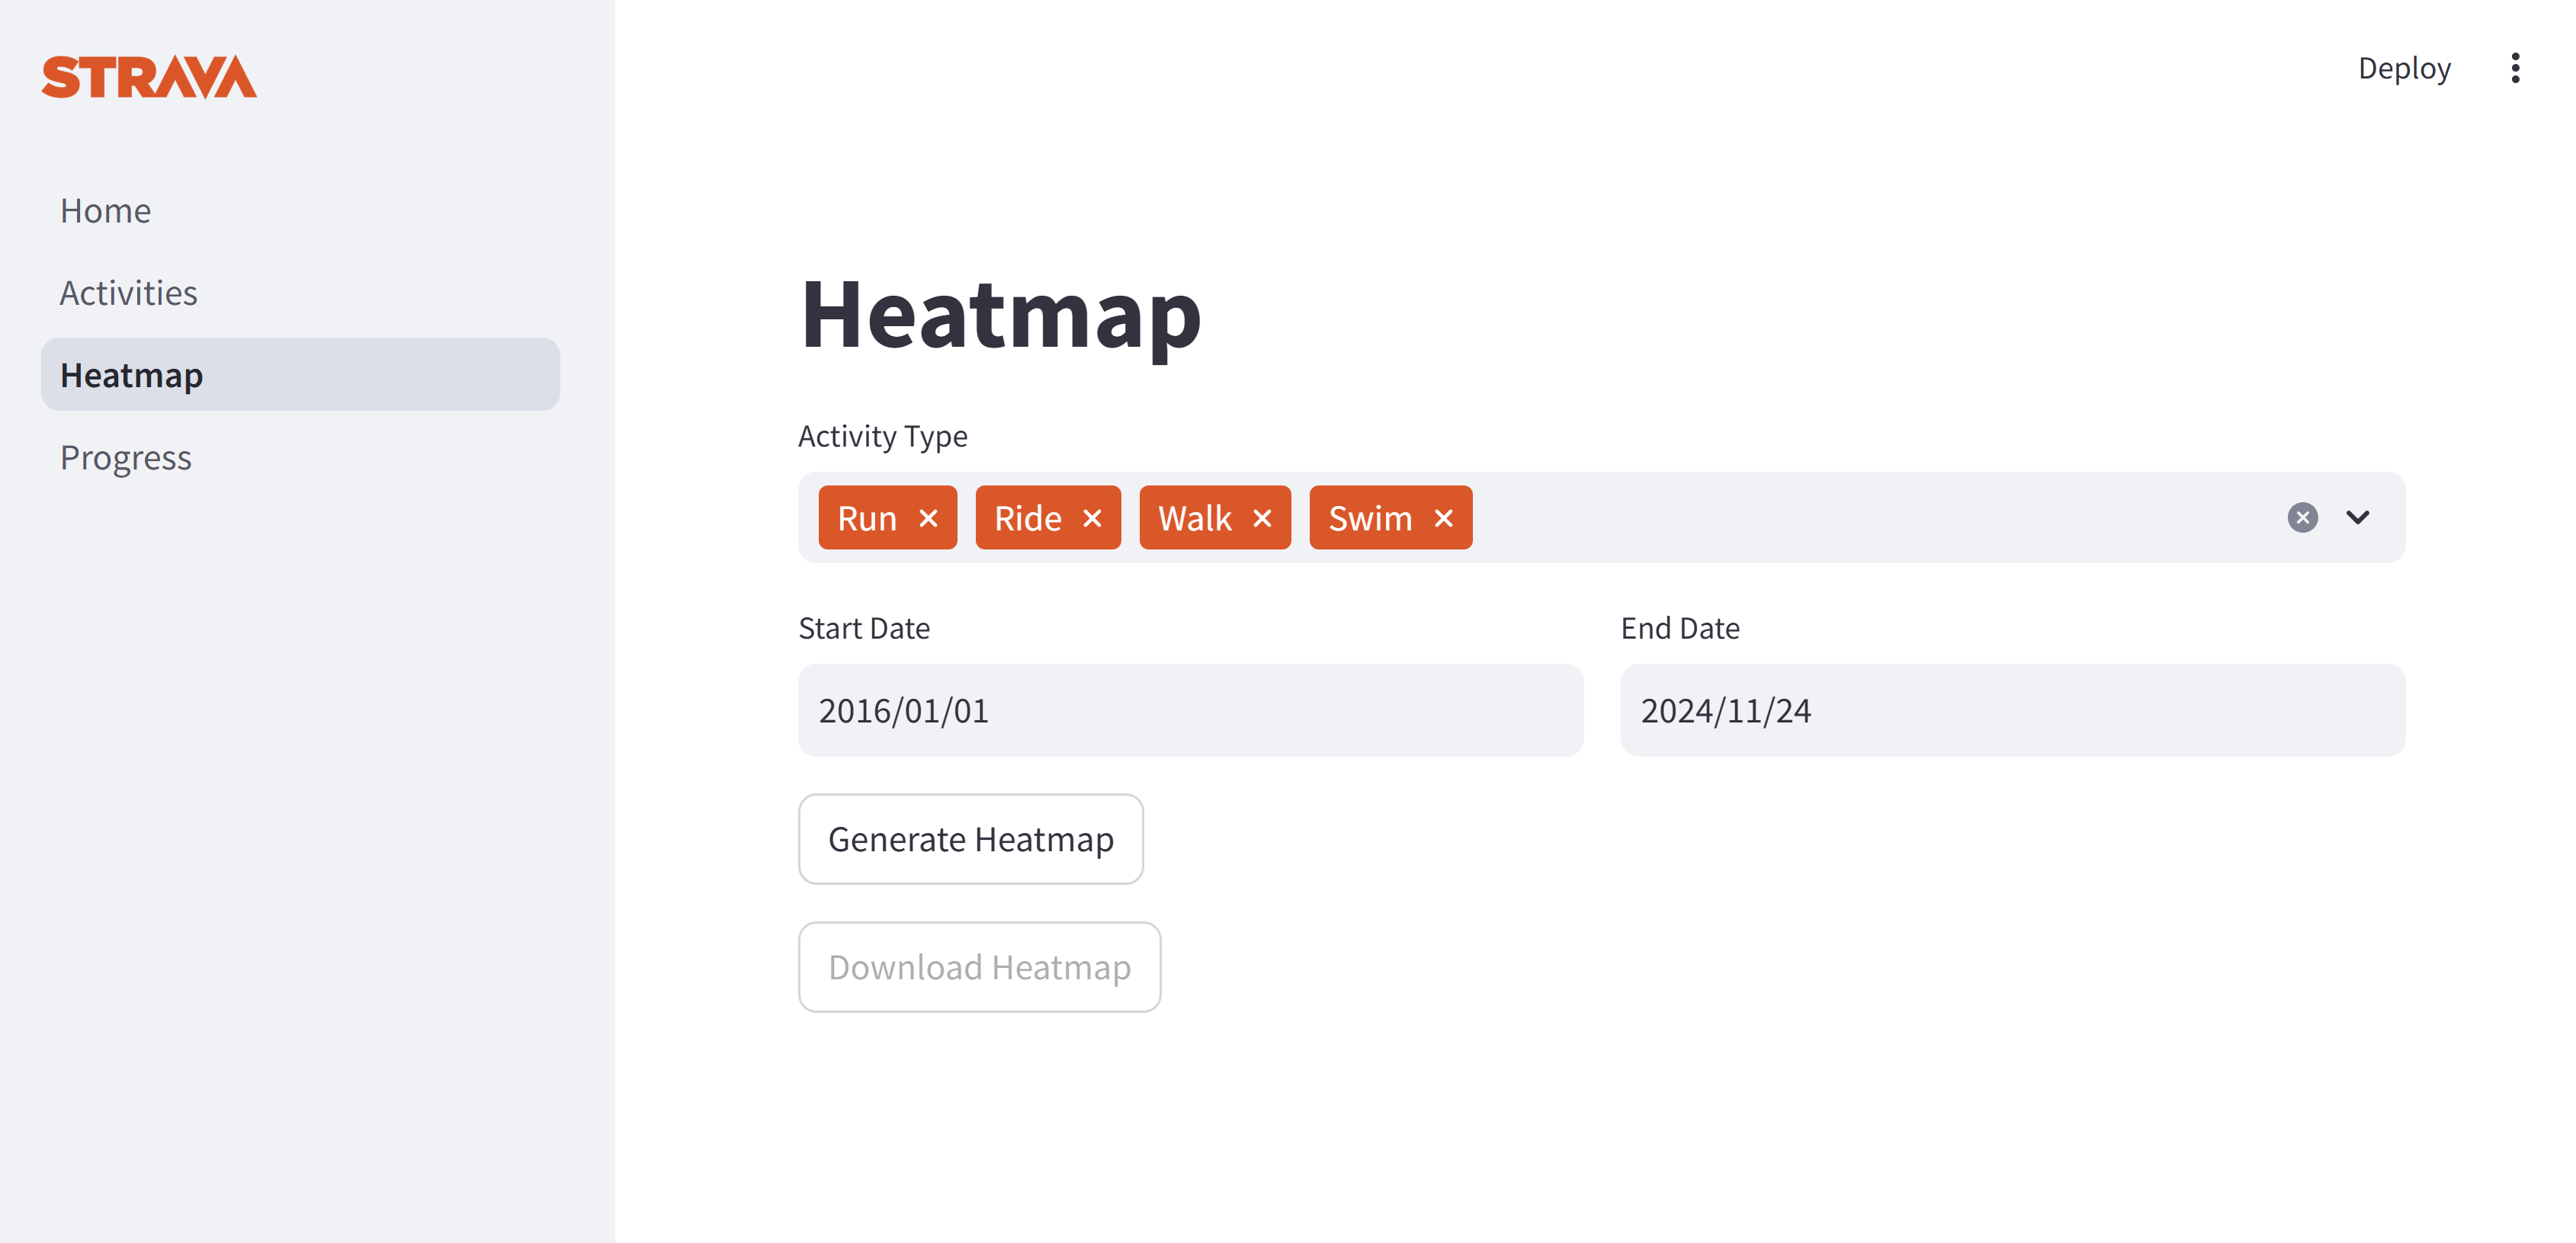 STRAVA
Deploy
Home
Activities
Heatmap
Progress
Heatmap
Activity Type
Run Ride Walk Swim
Start Date End Date
2016/01/01 2024/11/24
Generate Heatmap
Download Heatmap